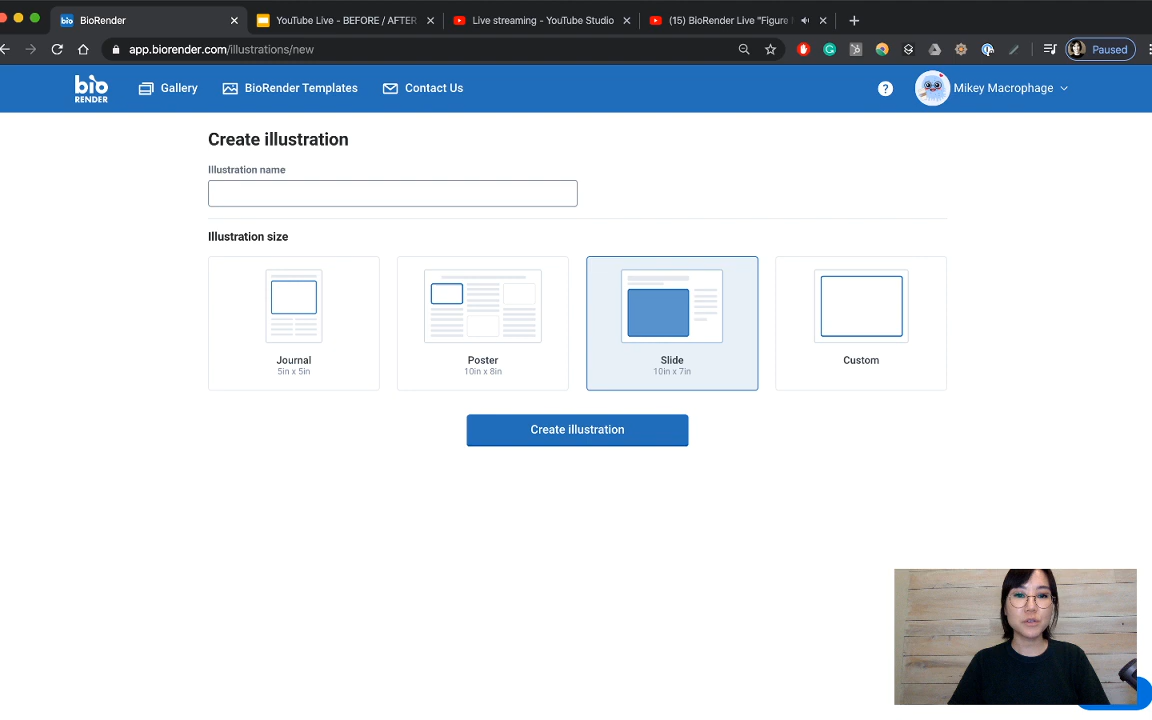 bio BioRender
YouTube Live - BEFORE / AFTER
Live streaming - YouTube Studio
(15) BioRender Live "Figure
app.biorender.com/illustrations/new
Paused
bio
RENDER
Gallery
BioRender Templates
Contact Us
?
Mikey Macrophage
Create illustration
Illustration name
Illustration size
Journal
5in x 5in
Poster
10in x 8in
Slide
10in x 7in
Custom
Create illustration